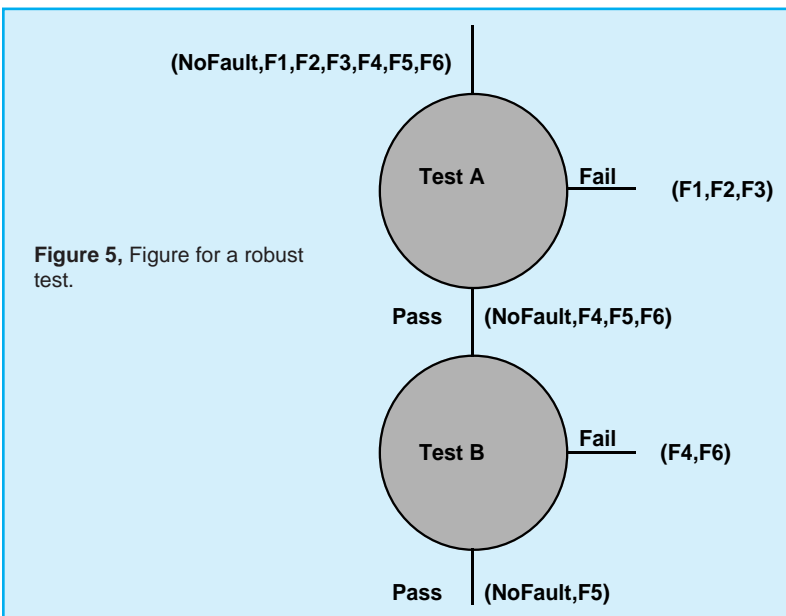 (NoFault,F1,F2,F3,F4,F5,F6)
Test A
Fail
(F1,F2,F3)
Figure 5, Figure for a robust
test.
Pass
(NoFault,F4,F5,F6)
Test B
Fail
(F4,F6)
Pass
(NoFault,F5)